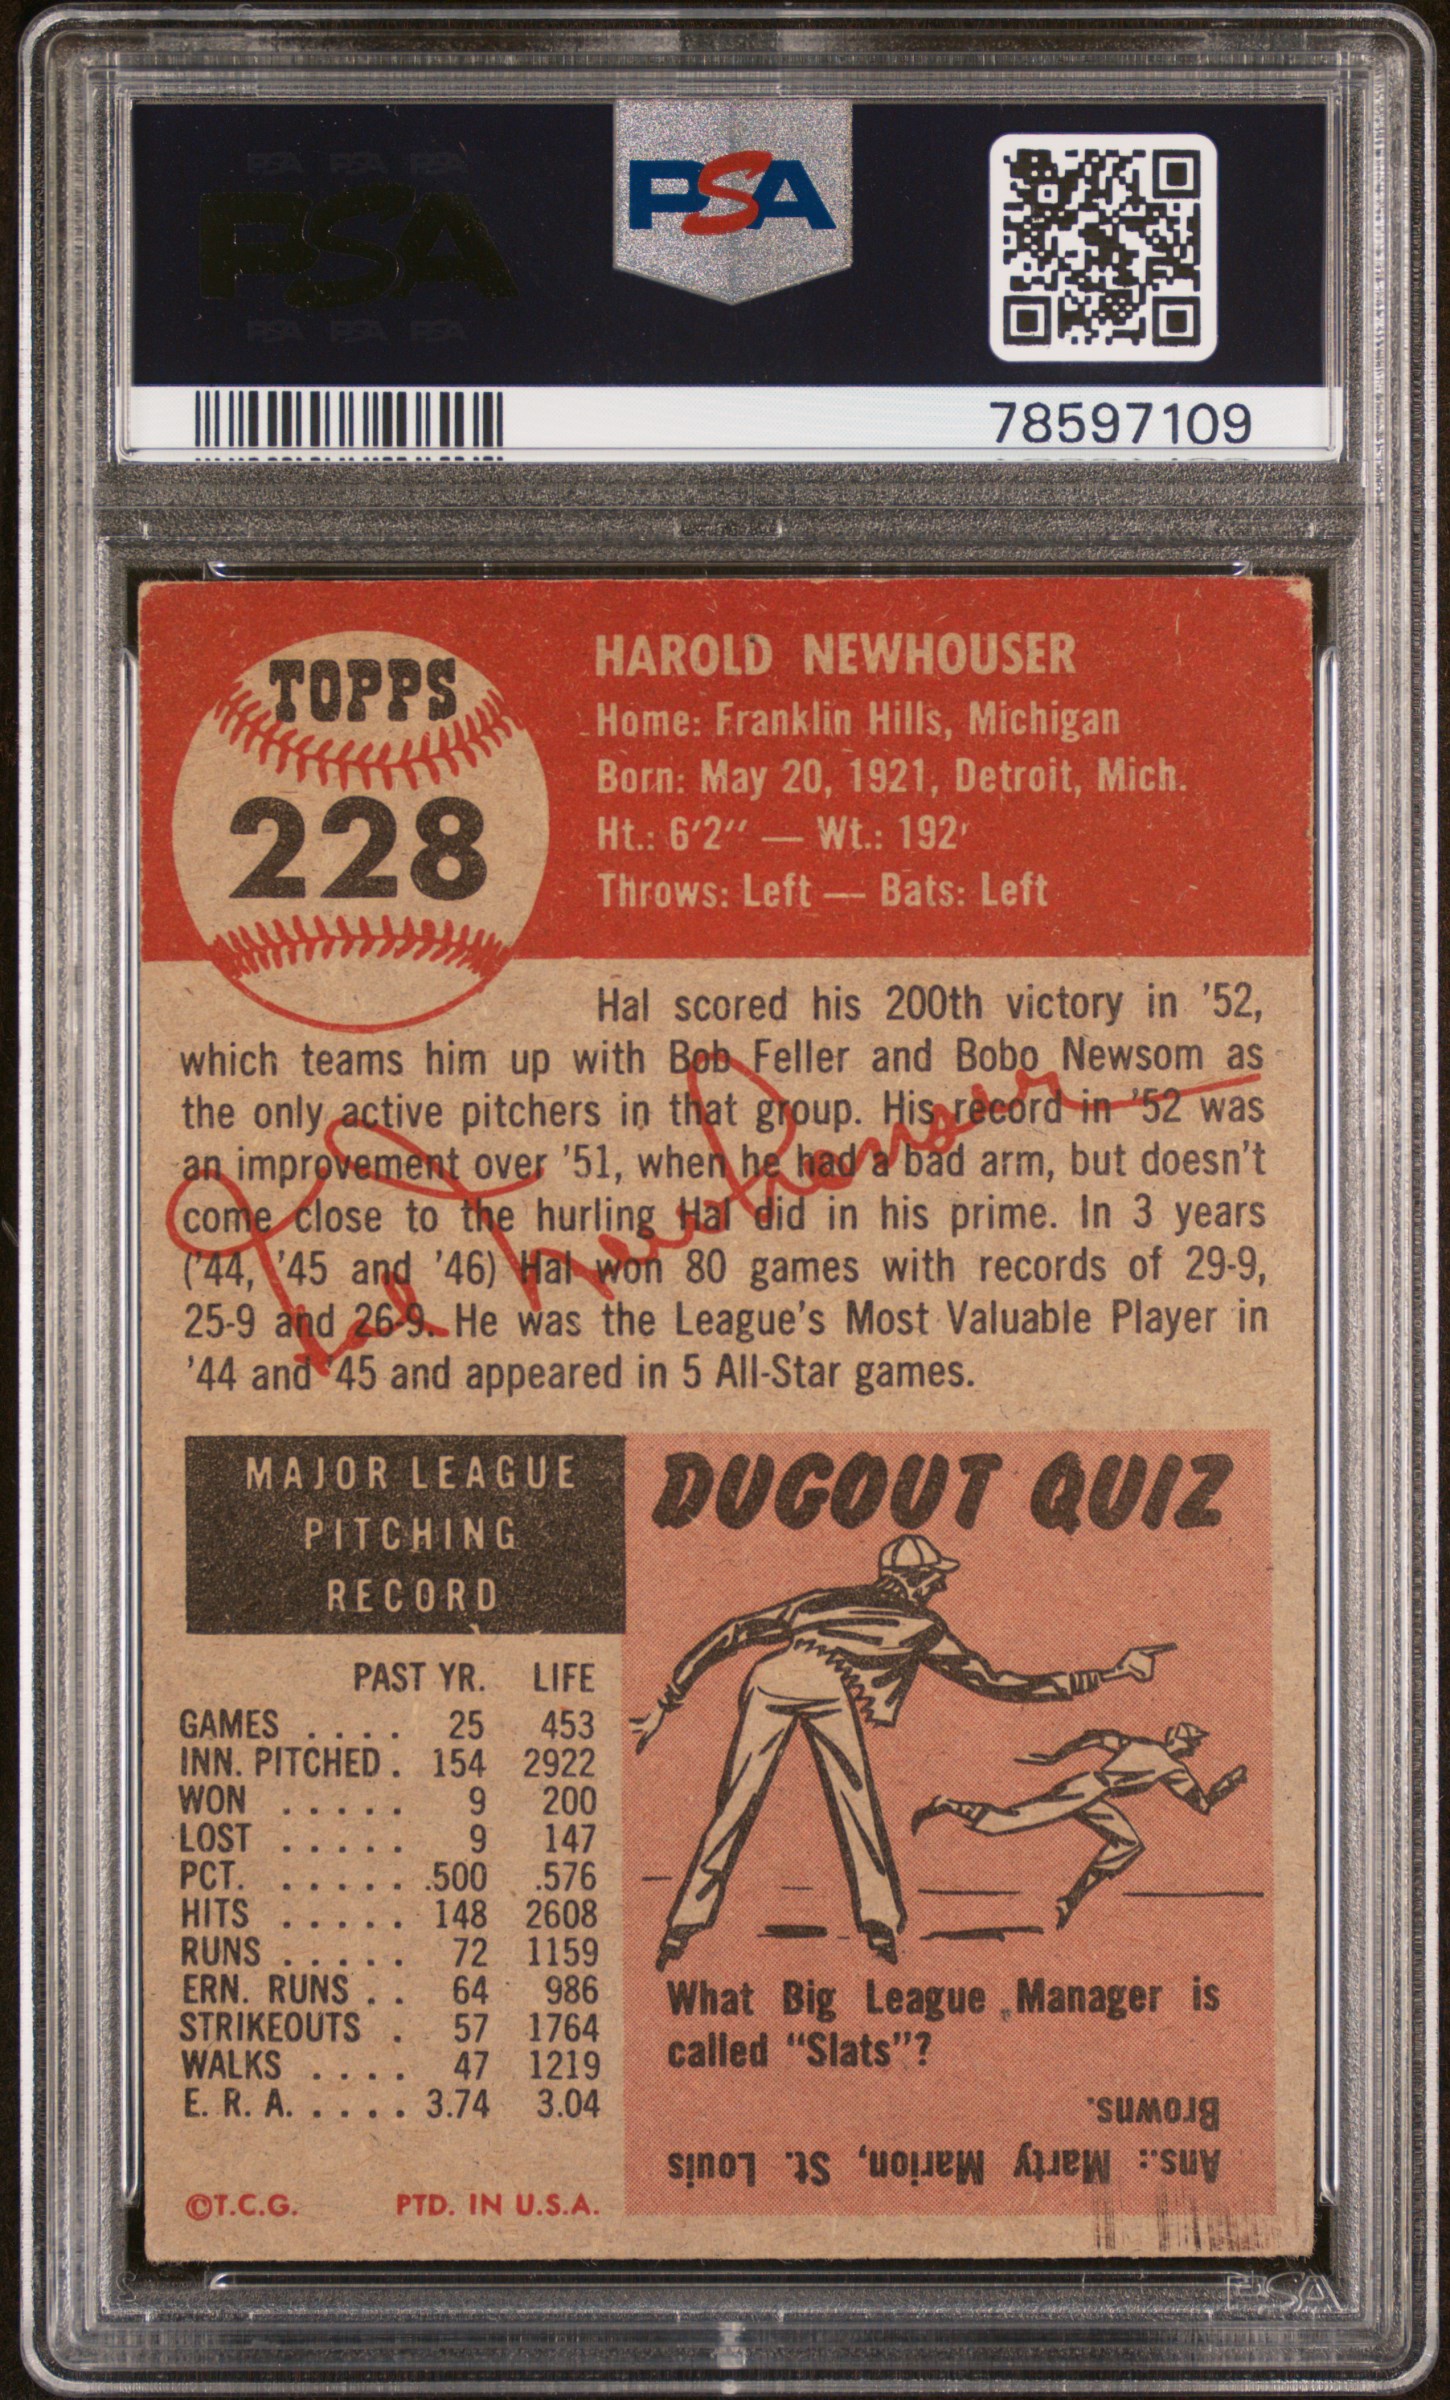 PSA PSA PSA
PSA
PSA PSA PSA
PSA
78597109
TOPPS
228
HAROLD NEWHOUSER
Home: Franklin Hills, Michigan
Born: May 20, 1921, Detroit, Mich.
Ht.: 6'2" — Wt.: 192
Throws: Left — Bats: Left
Hal scored his 200th victory in '52,
which teams him up with Bob Feller and Bobo Newsom as
the only active pitchers in that group. His record in '52 was
an improvement over '51, when he had a bad arm, but doesn't
come close to the hurling Hal did in his prime. In 3 years
('44, '45 and '46) Hal won 80 games with records of 29-9,
25-9 and 26-9. He was the League's Most Valuable Player in
'44 and '45 and appeared in 5 All-Star games.
Hal Newhouser
MAJOR LEAGUE
PITCHING
RECORD
PAST YR. LIFE
GAMES .... 25 453
INN. PITCHED . 154 2922
WON ..... 9 200
LOST ..... 9 147
PCT. ..... .500 .576
HITS ..... 148 2608
RUNS ..... 72 1159
ERN. RUNS .. 64 986
STRIKEOUTS . 57 1764
WALKS .... 47 1219
E. R. A. ..... 3.74 3.04
©T.C.G. PTD. IN U.S.A.
DUGOUT QUIZ
What Big League Manager is
called "Slats"?
Ans.: Marty Marion, St. Louis
Browns.
PSA